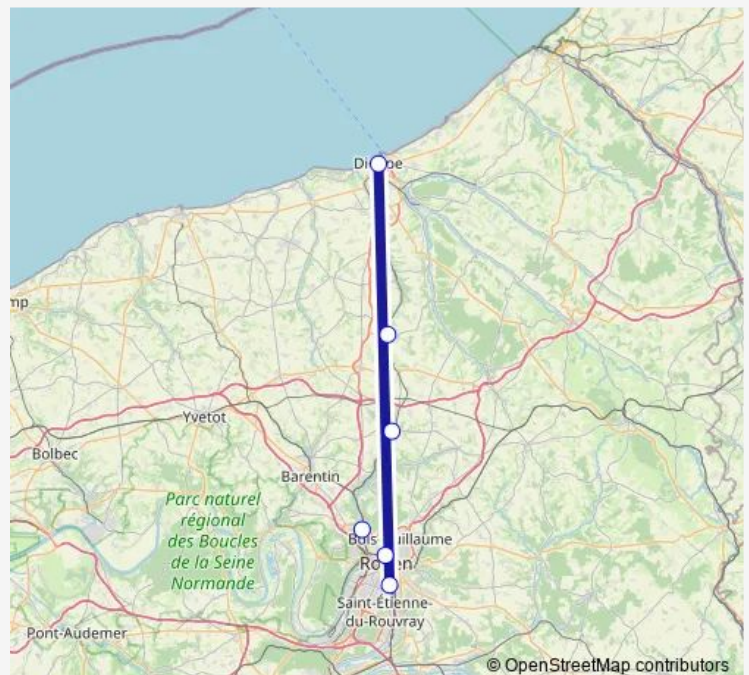 mp
Yvetot
Bolbec
Barentin
Parc naturel
régional
des Boucles
de la Seine
Normande
Saint-Étienne-
du-Rouvray
Pont-Audemer
© OpenStreetMap contributors